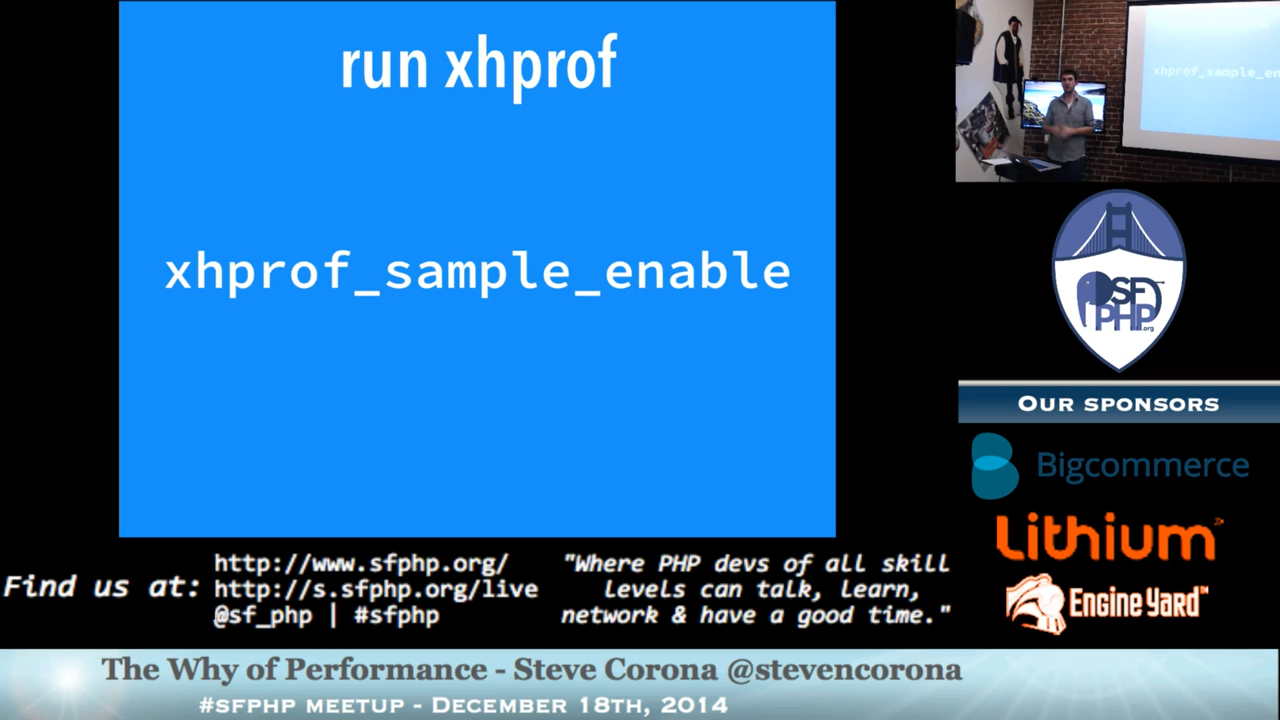 run xhprof
xhprof_sample_enable
xhprof_sample_en
SF
PHP
.org
OUR SPONSORS
Bigcommerce
Lithium
ENGINE YARD
Find us at:
http://www.sfphp.org/
http://s.sfphp.org/live
@sf_php | #sfphp
"Where PHP devs of all skill
levels can talk, learn,
network & have a good time."
The Why of Performance - Steve Corona @stevencorona
#SFPHP MEETUP - DECEMBER 18TH, 2014